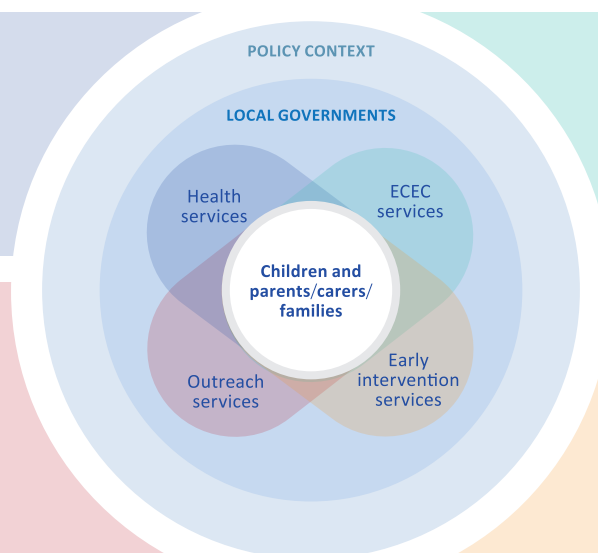 POLICY CONTEXT
LOCAL GOVERNMENTS
Health
services
ECEC
services
Children and
parents/carers/
families
Outreach
services
Early
intervention
services